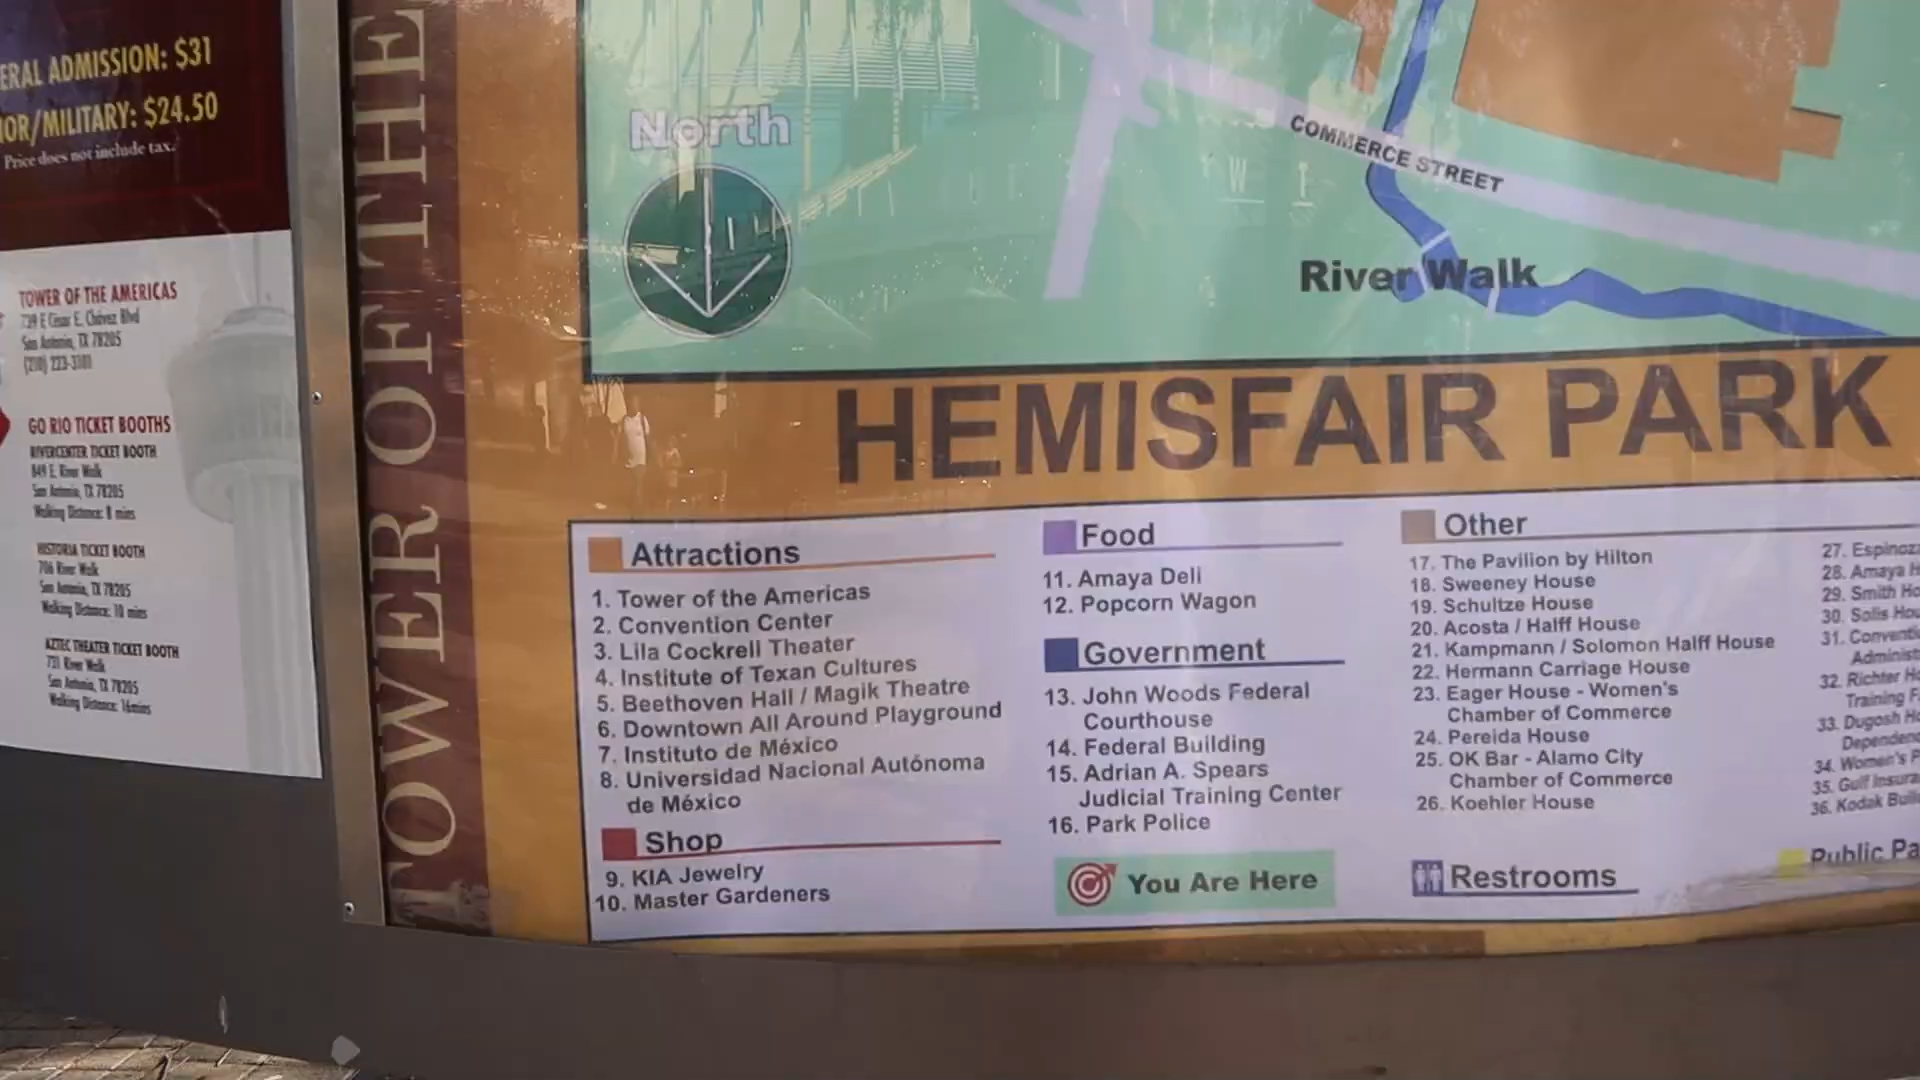 ERAL ADMISSION: $31
IOR/MILITARY: $24.50
Price does not include tax.
TOWER OF THE AMERICAS
739 E César E. Chávez Blvd
San Antonio, TX 78205
(210) 223-3101
GO RIO TICKET BOOTHS
RIVERCENTER TICKET BOOTH
849 E. River Walk
San Antonio, TX 78205
Walking Distance: 8 mins
HISTORIA TICKET BOOTH
706 River Walk
San Antonio, TX 78205
Walking Distance: 10 mins
AZTEC THEATER TICKET BOOTH
731 River Walk
San Antonio, TX 78205
Walking Distance: 16mins
TOWER OF THE
North
COMMERCE STREET
River Walk
HEMISFAIR PARK
Attractions
1. Tower of the Americas
2. Convention Center
3. Lila Cockrell Theater
4. Institute of Texan Cultures
5. Beethoven Hall / Magik Theatre
6. Downtown All Around Playground
7. Instituto de México
8. Universidad Nacional Autónoma
de México
Shop
9. KIA Jewelry
10. Master Gardeners
Food
11. Amaya Deli
12. Popcorn Wagon
Government
13. John Woods Federal
Courthouse
14. Federal Building
15. Adrian A. Spears
Judicial Training Center
16. Park Police
You Are Here
Other
17. The Pavilion by Hilton
18. Sweeney House
19. Schultze House
20. Acosta / Halff House
21. Kampmann / Solomon Halff House
22. Hermann Carriage House
23. Eager House - Women's
Chamber of Commerce
24. Pereida House
25. OK Bar - Alamo City
Chamber of Commerce
26. Koehler House
Restrooms
27. Espinoz
28. Amaya H
29. Smith Ho
30. Solis Hou
31. Conventi
Administ
32. Richter Ho
Training F
33. Dugosh Ho
Dependenc
34. Women's P
35. Gulf Insura
36. Kodak Buil
Public Pa